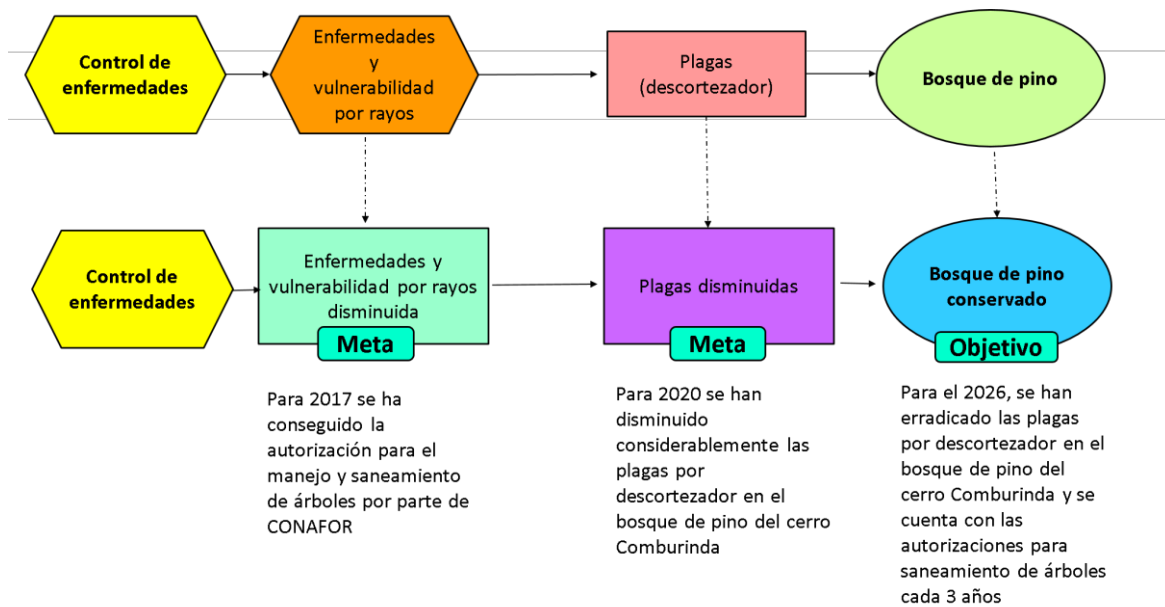 Control de
enfermedades
Enfermedades
y
vulnerabilidad
por rayos
Plagas
(descortezador)
Bosque de pino
Control de
enfermedades
Enfermedades y
vulnerabilidad por rayos
disminuida
Meta
Plagas disminuidas
Meta
Bosque de pino
conservado
Objetivo
Para 2017 se ha
conseguido la
autorización para el
manejo y saneamiento
de árboles por parte de
CONAFOR
Para 2020 se han
disminuido
considerablemente las
plagas por
descortezador en el
bosque de pino del cerro
Comburinda
Para el 2026, se han
erradicado las plagas
por descortezador en el
bosque de pino del
cerro Comburinda y se
cuenta con las
autorizaciones para
saneamiento de árboles
cada 3 años